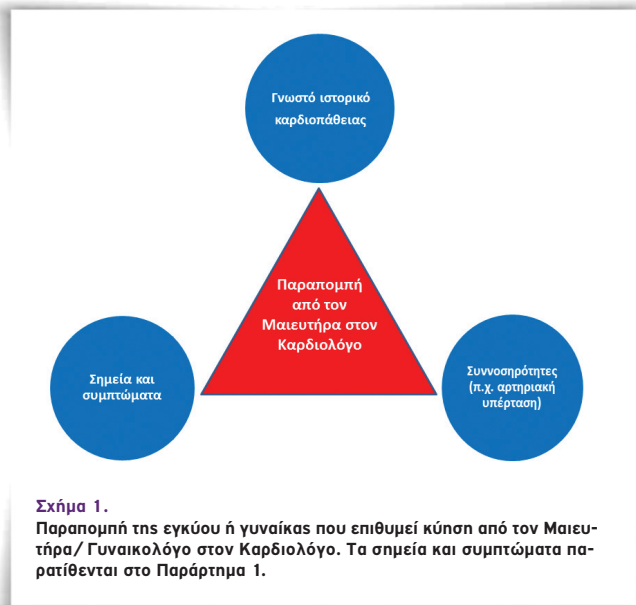 Γνωστό ιστορικό
καρδιοπάθειας
Παραπομπή
από τον
Μαιευτήρα στον
Καρδιολόγο
Σημεία και
συμπτώματα
Συννοσηρότητες
(π.χ. αρτηριακή
υπέρταση)
Σχήμα 1.
Παραπομπή της εγκύου ή γυναίκας που επιθυμεί κύηση από τον Μαιευ-
τήρα/ Γυναικολόγο στον Καρδιολόγο. Τα σημεία και συμπτώματα πα-
ρατίθενται στο Παράρτημα 1.